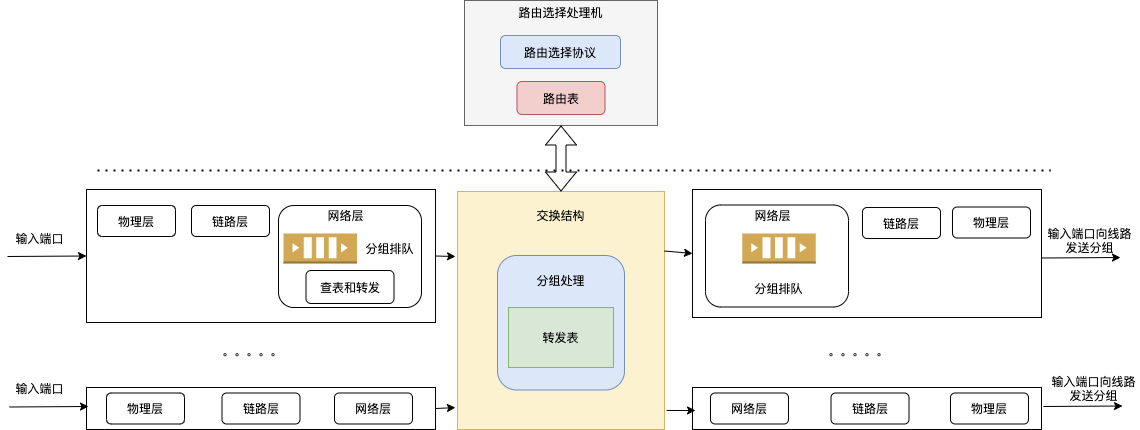 路由选择处理机
路由选择协议
路由表
输入端口
物理层
链路层
网络层
分组排队
查表和转发
交换结构
分组处理
转发表
网络层
分组排队
链路层
物理层
输入端口向线路
发送分组
输入端口
物理层
链路层
网络层
网络层
链路层
物理层
输入端口向线路
发送分组